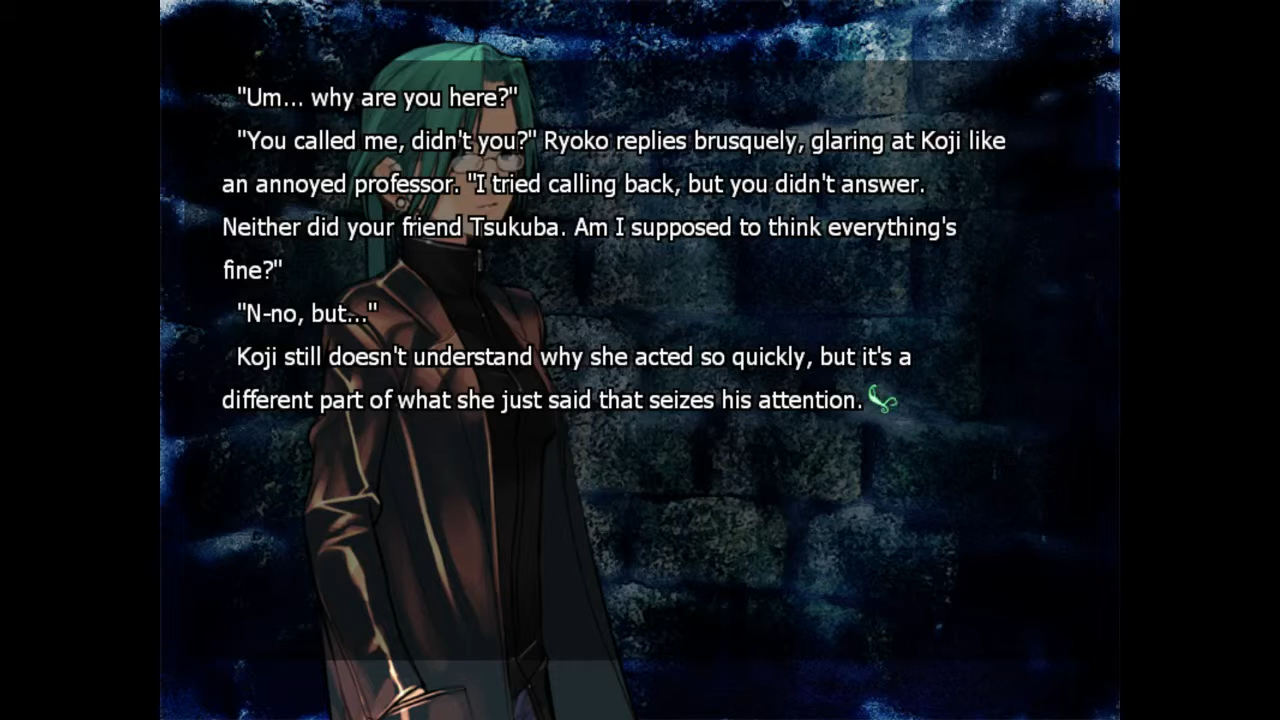 "Um... why are you here?"
"You called me, didn't you?" Ryoko replies brusquely, glaring at Koji like
an annoyed professor. "I tried calling back, but you didn't answer.
Neither did your friend Tsukuba. Am I supposed to think everything's
fine?"
"N-no, but..."
Koji still doesn't understand why she acted so quickly, but it's a
different part of what she just said that seizes his attention.